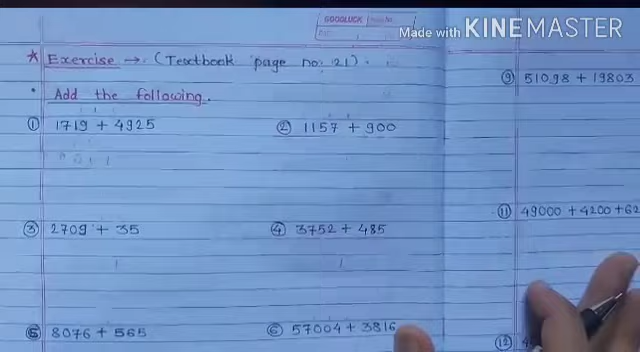 GOODLUCK
Made with KINEMASTER
* Exercise → (Textbook page no. 21).
• Add the following.
① 1719 + 4925
② 1157 + 900
③ 2709 + 35
④ 3752 + 485
⑤ 8076 + 565
⑥ 57004 + 3816
⑨ 51098 + 19803
⑪ 49000 + 4200 + 62
⑫